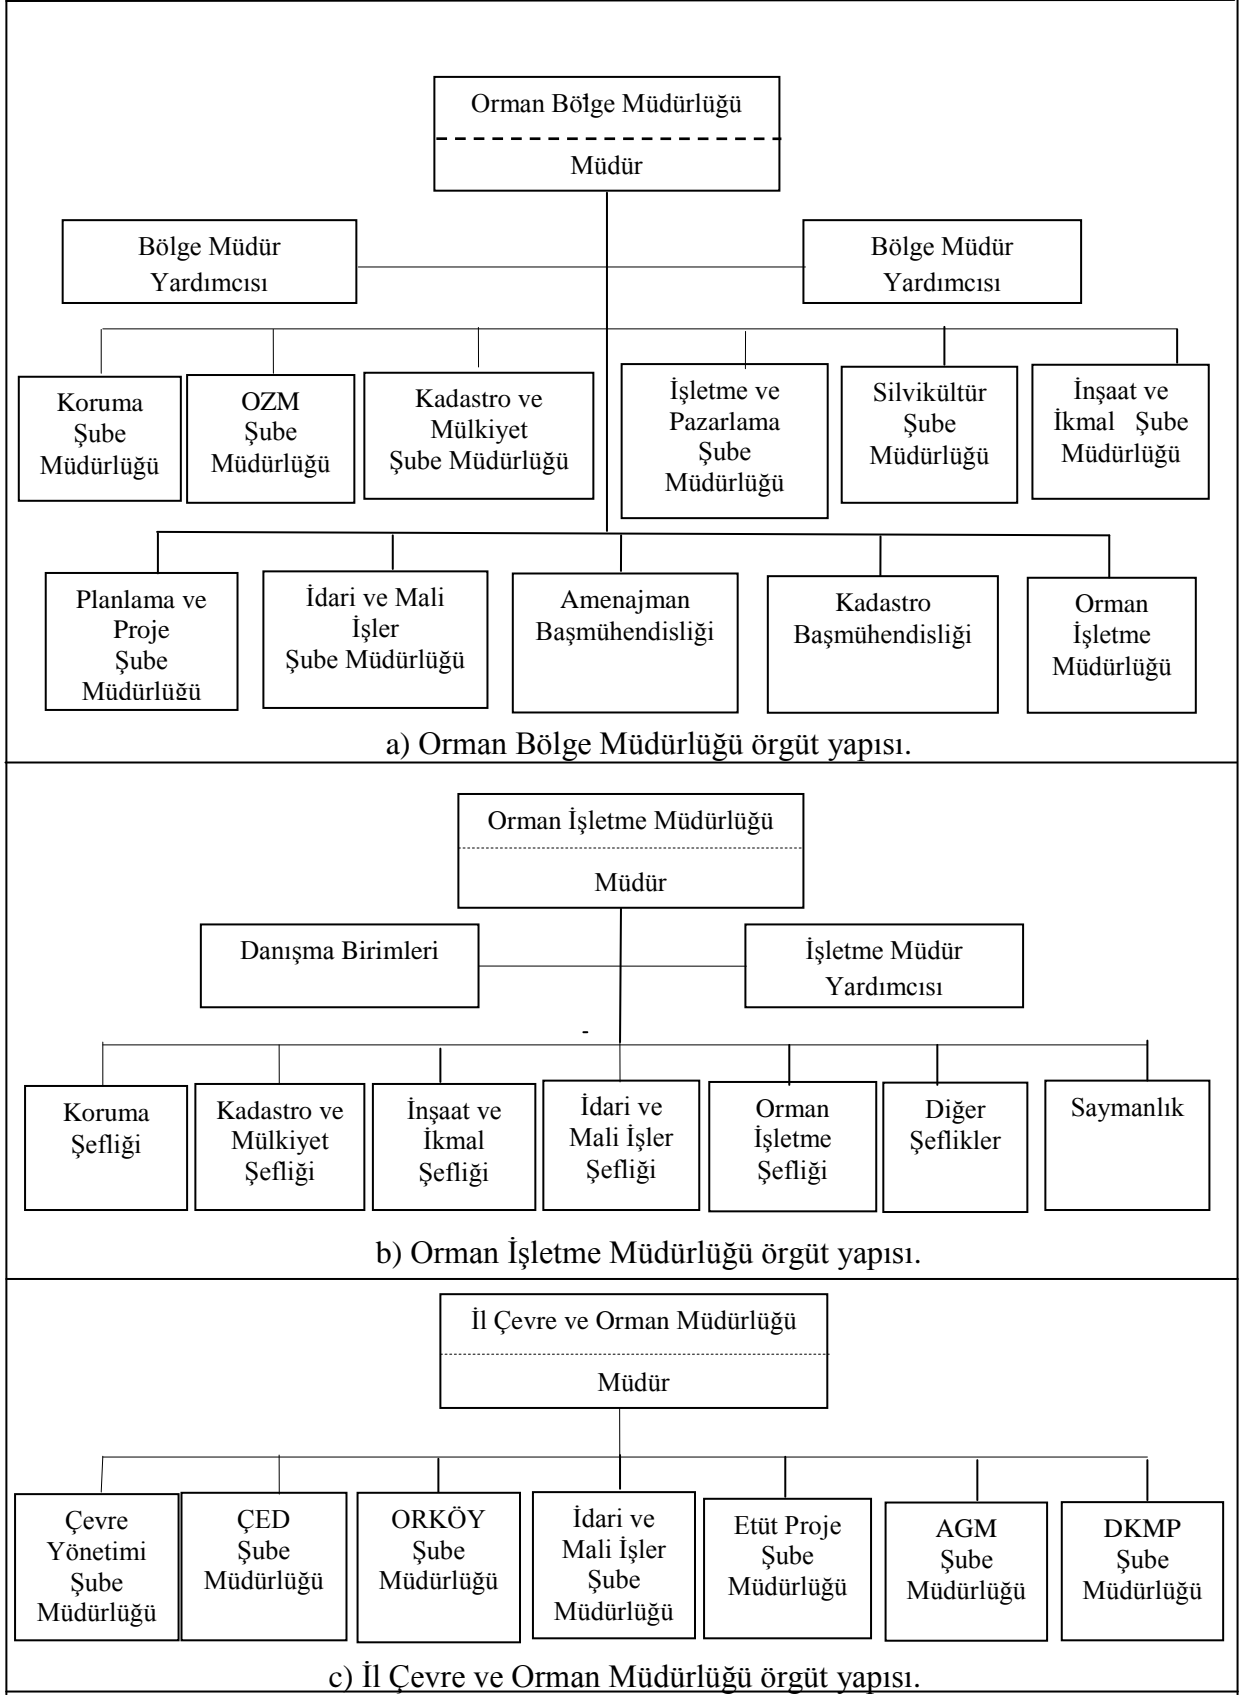 Orman Bölge Müdürlüğü
Müdür
Bölge Müdür
Yardımcısı
Bölge Müdür
Yardımcısı
Koruma
Şube
Müdürlüğü
OZM
Şube
Müdürlüğü
Kadastro ve
Mülkiyet
Şube Müdürlüğü
İşletme ve
Pazarlama
Şube
Müdürlüğü
Silvikültür
Şube
Müdürlüğü
İnşaat ve
İkmal Şube
Müdürlüğü
Planlama ve
Proje
Şube
Müdürlüğü
İdari ve Mali
İşler
Şube Müdürlüğü
Amenajman
Başmühendisliği
Kadastro
Başmühendisliği
Orman
İşletme
Müdürlüğü
a) Orman Bölge Müdürlüğü örgüt yapısı.
Orman İşletme Müdürlüğü
Müdür
Danışma Birimleri
İşletme Müdür
Yardımcısı
-
Koruma
Şefliği
Kadastro ve
Mülkiyet
Şefliği
İnşaat ve
İkmal
Şefliği
İdari ve
Mali İşler
Şefliği
Orman
İşletme
Şefliği
Diğer
Şeflikler
Saymanlık
b) Orman İşletme Müdürlüğü örgüt yapısı.
İl Çevre ve Orman Müdürlüğü
Müdür
Çevre
Yönetimi
Şube
Müdürlüğü
ÇED
Şube
Müdürlüğü
ORKÖY
Şube
Müdürlüğü
İdari ve
Mali İşler
Şube
Müdürlüğü
Etüt Proje
Şube
Müdürlüğü
AGM
Şube
Müdürlüğü
DKMP
Şube
Müdürlüğü
c) İl Çevre ve Orman Müdürlüğü örgüt yapısı.